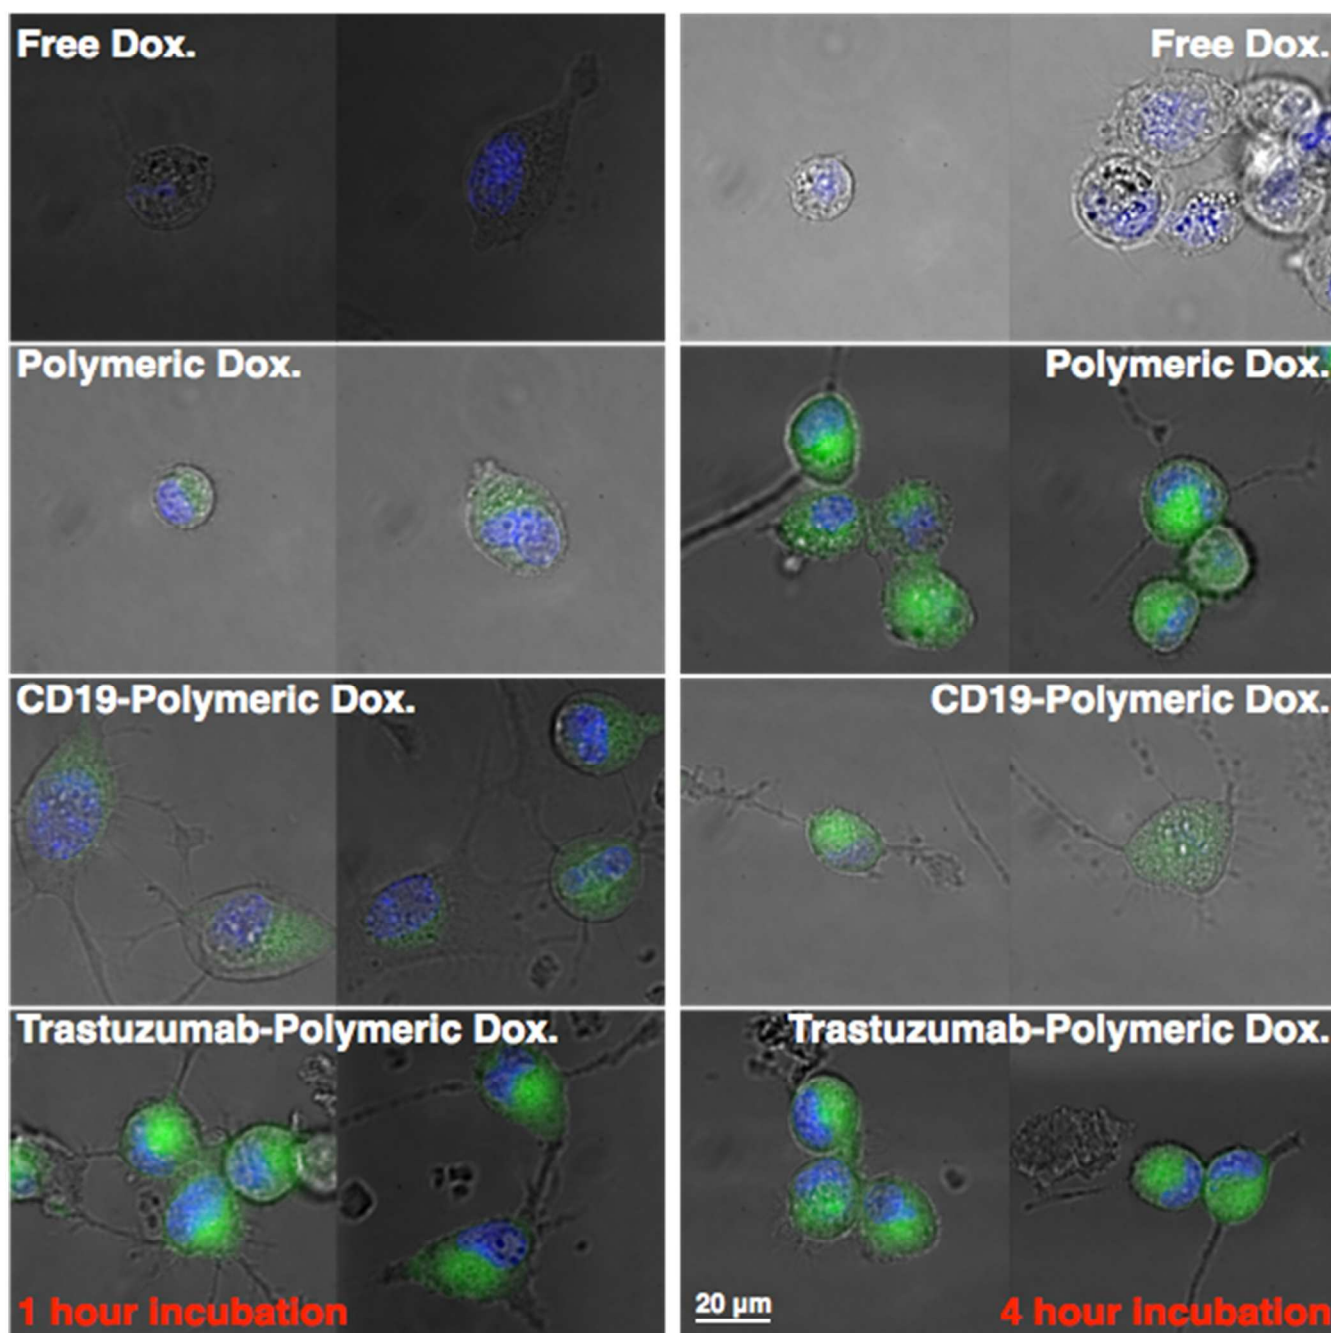 Free Dox.
Free Dox.
Polymeric Dox.
Polymeric Dox.
CD19-Polymeric Dox.
CD19-Polymeric Dox.
Trastuzumab-Polymeric Dox.
Trastuzumab-Polymeric Dox.
1 hour incubation
20 µm
4 hour incubation